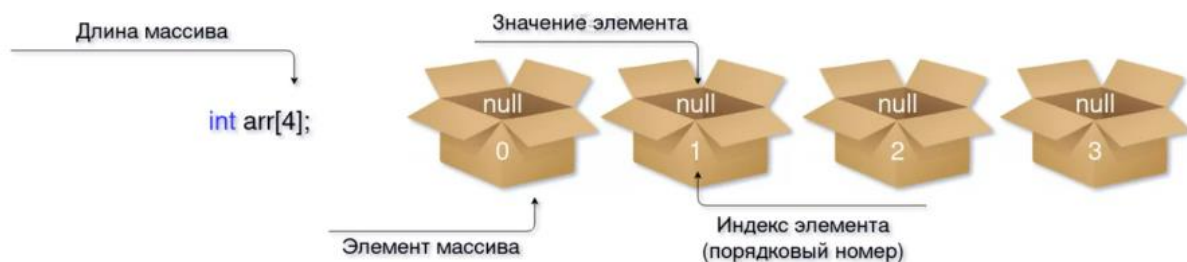 Длина массива
Значение элемента
int arr[4];
null null null null
0 1 2 3
Элемент массива
Индекс элемента
(порядковый номер)